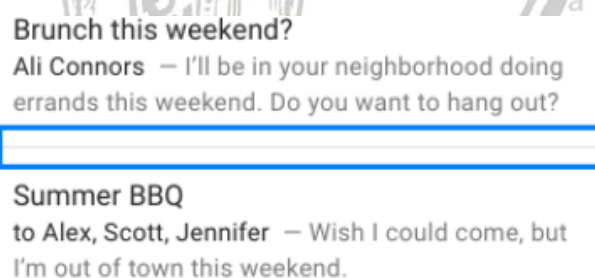 Brunch this weekend?
Ali Connors — I'll be in your neighborhood doing
errands this weekend. Do you want to hang out?
Summer BBQ
to Alex, Scott, Jennifer — Wish I could come, but
I'm out of town this weekend.